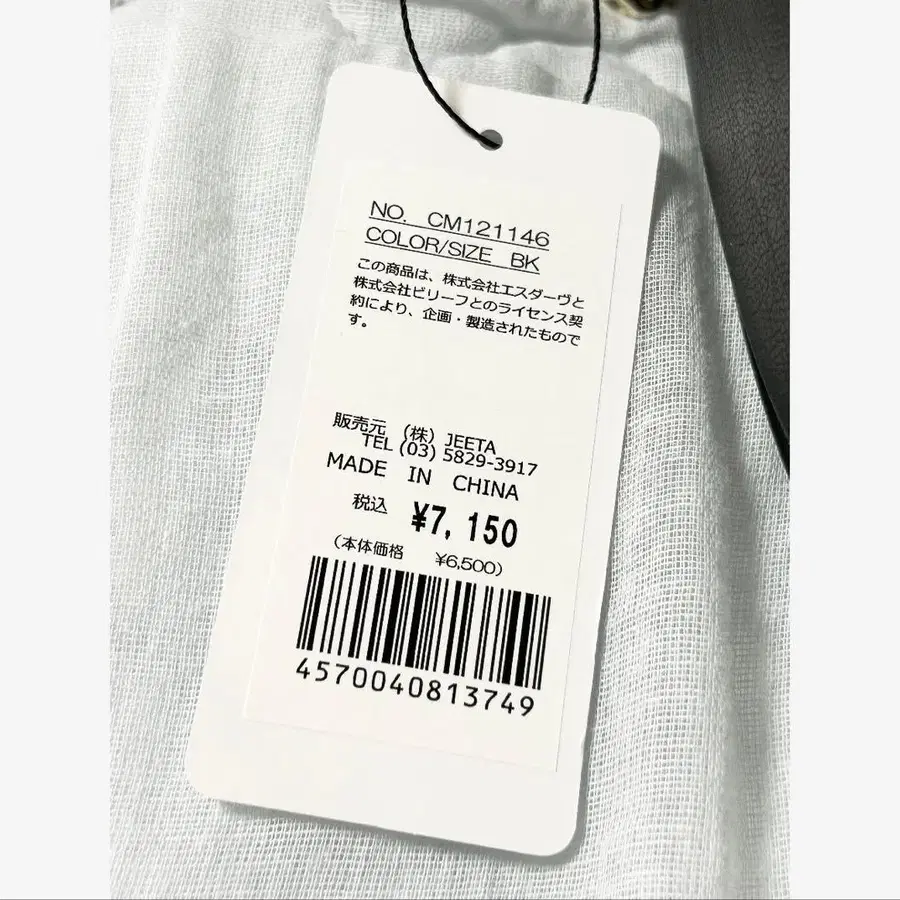 NO. CM121146
COLOR/SIZE BK
この商品は、株式会社エスダーヴと
株式会社ビリーフとのライセンス契
約により、企画・製造されたもので
す。
販売元 (株) JEETA
TEL (03) 5829-3917
MADE IN CHINA
税込 ¥7,150
(本体価格 ¥6,500)
4570040813749